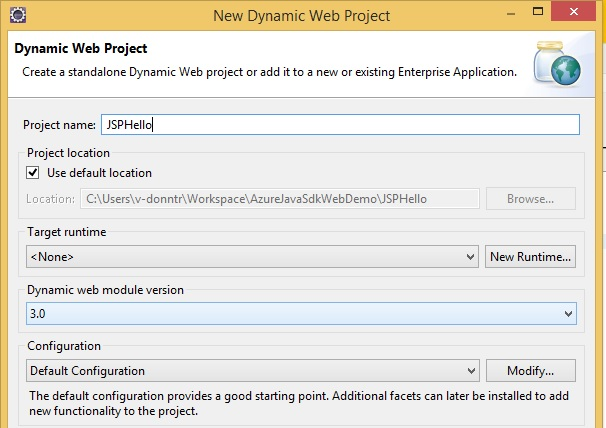 New Dynamic Web Project
Dynamic Web Project
Create a standalone Dynamic Web project or add it to a new or existing Enterprise Application.
Project name: JSPHello
Project location
Use default location
Location: C:\Users\v-donntr\Workspace\AzureJavaSdkWebDemo\JSPHello Browse...
Target runtime
<None> New Runtime...
Dynamic web module version
3.0
Configuration
Default Configuration Modify...
The default configuration provides a good starting point. Additional facets can later be installed to add
new functionality to the project.